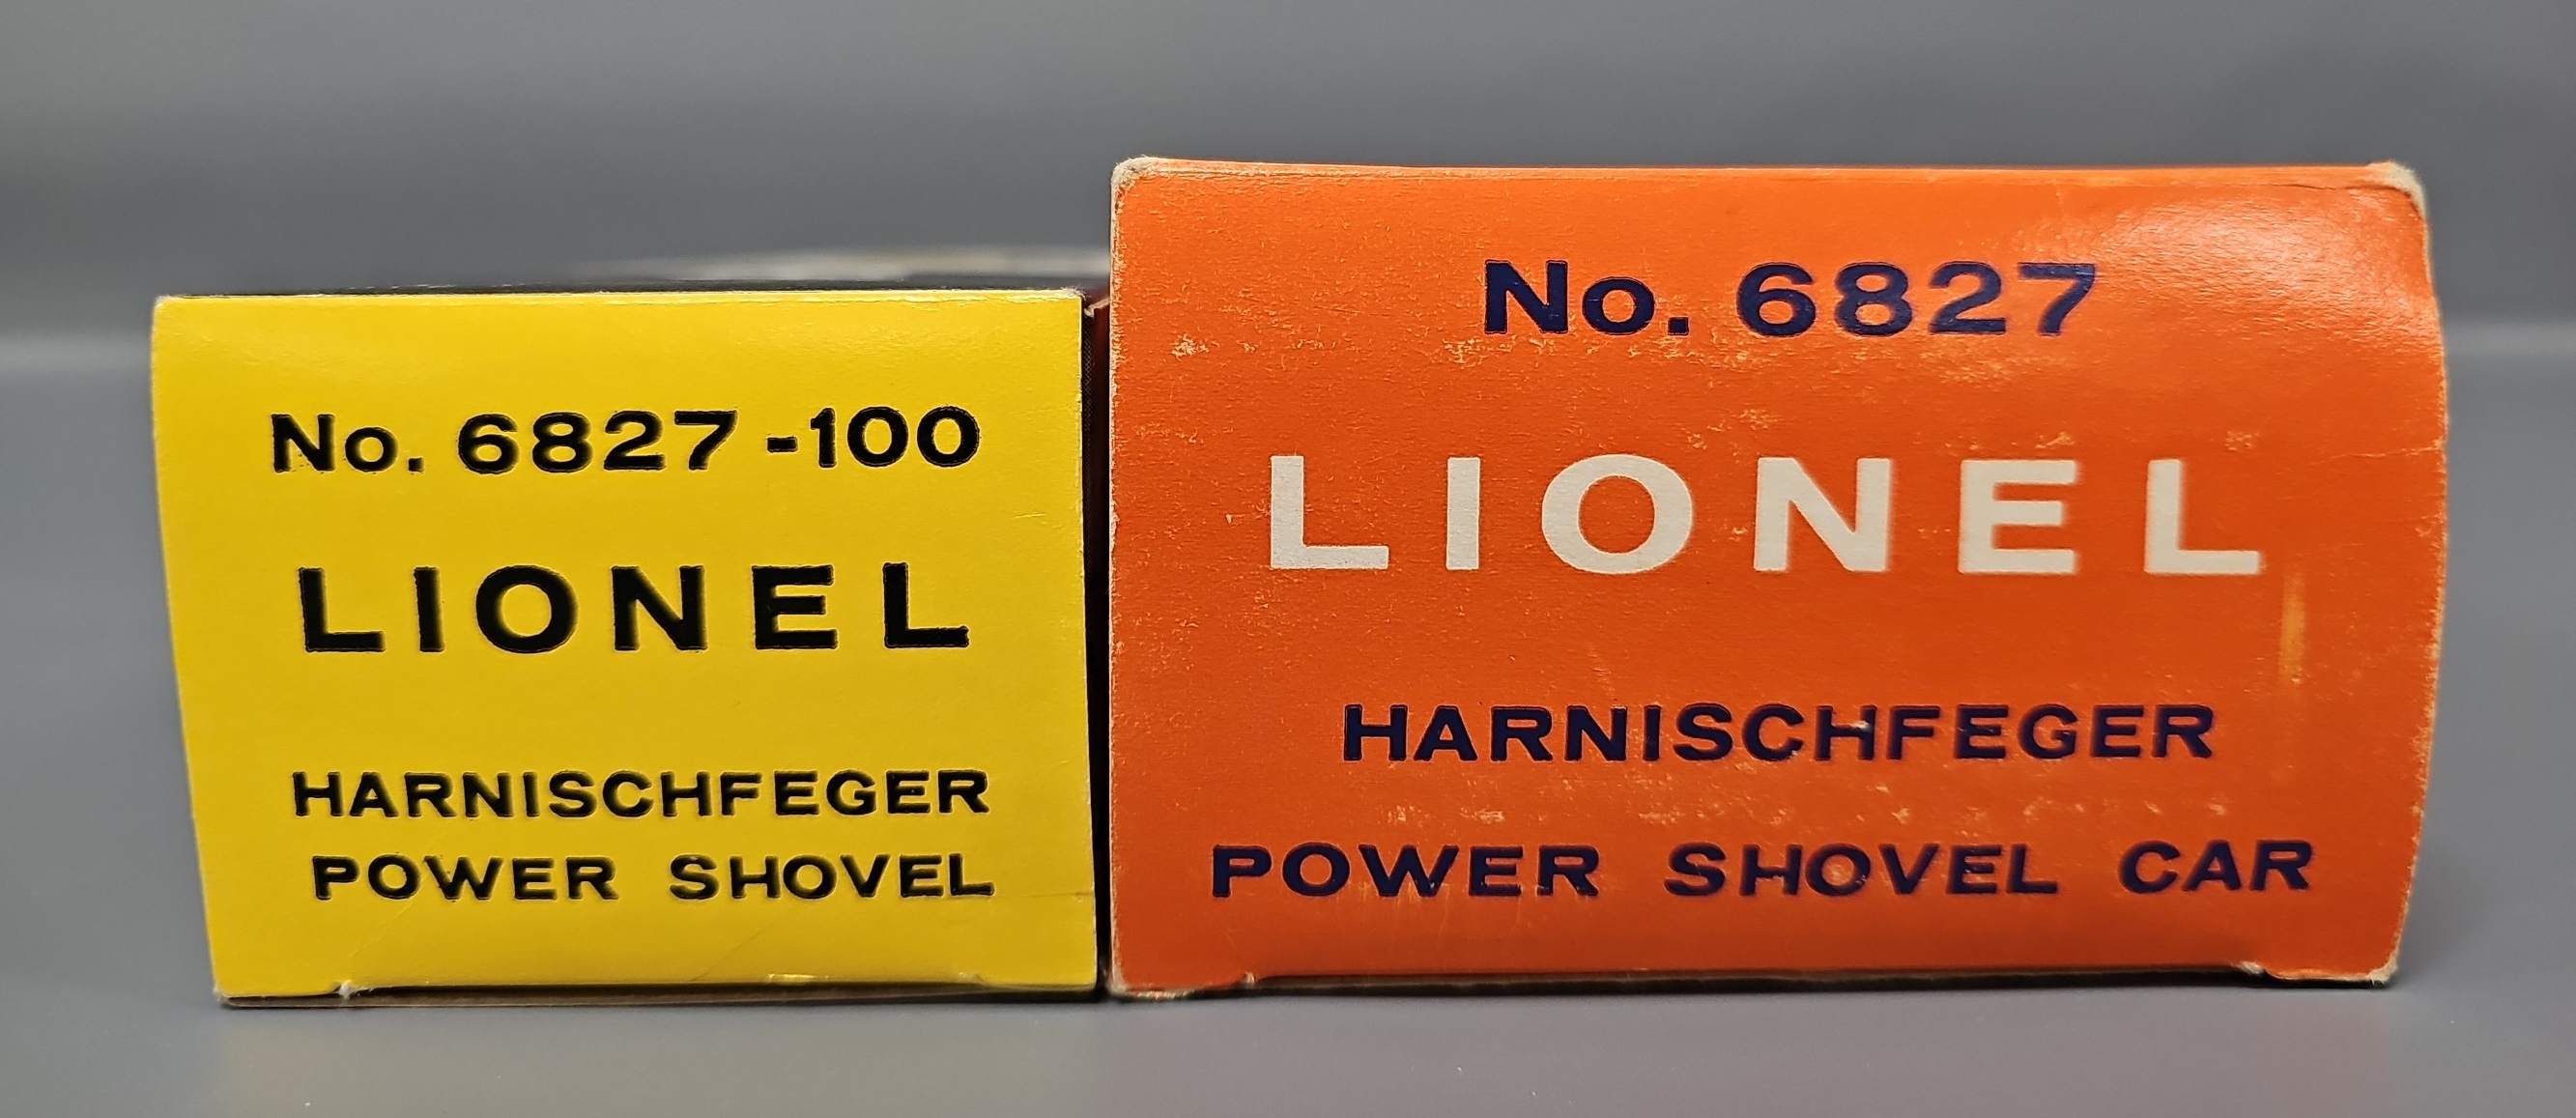 No. 6827-100
LIONEL
HARNISCHFEGER
POWER SHOVEL
No. 6827
LIONEL
HARNISCHFEGER
POWER SHOVEL CAR